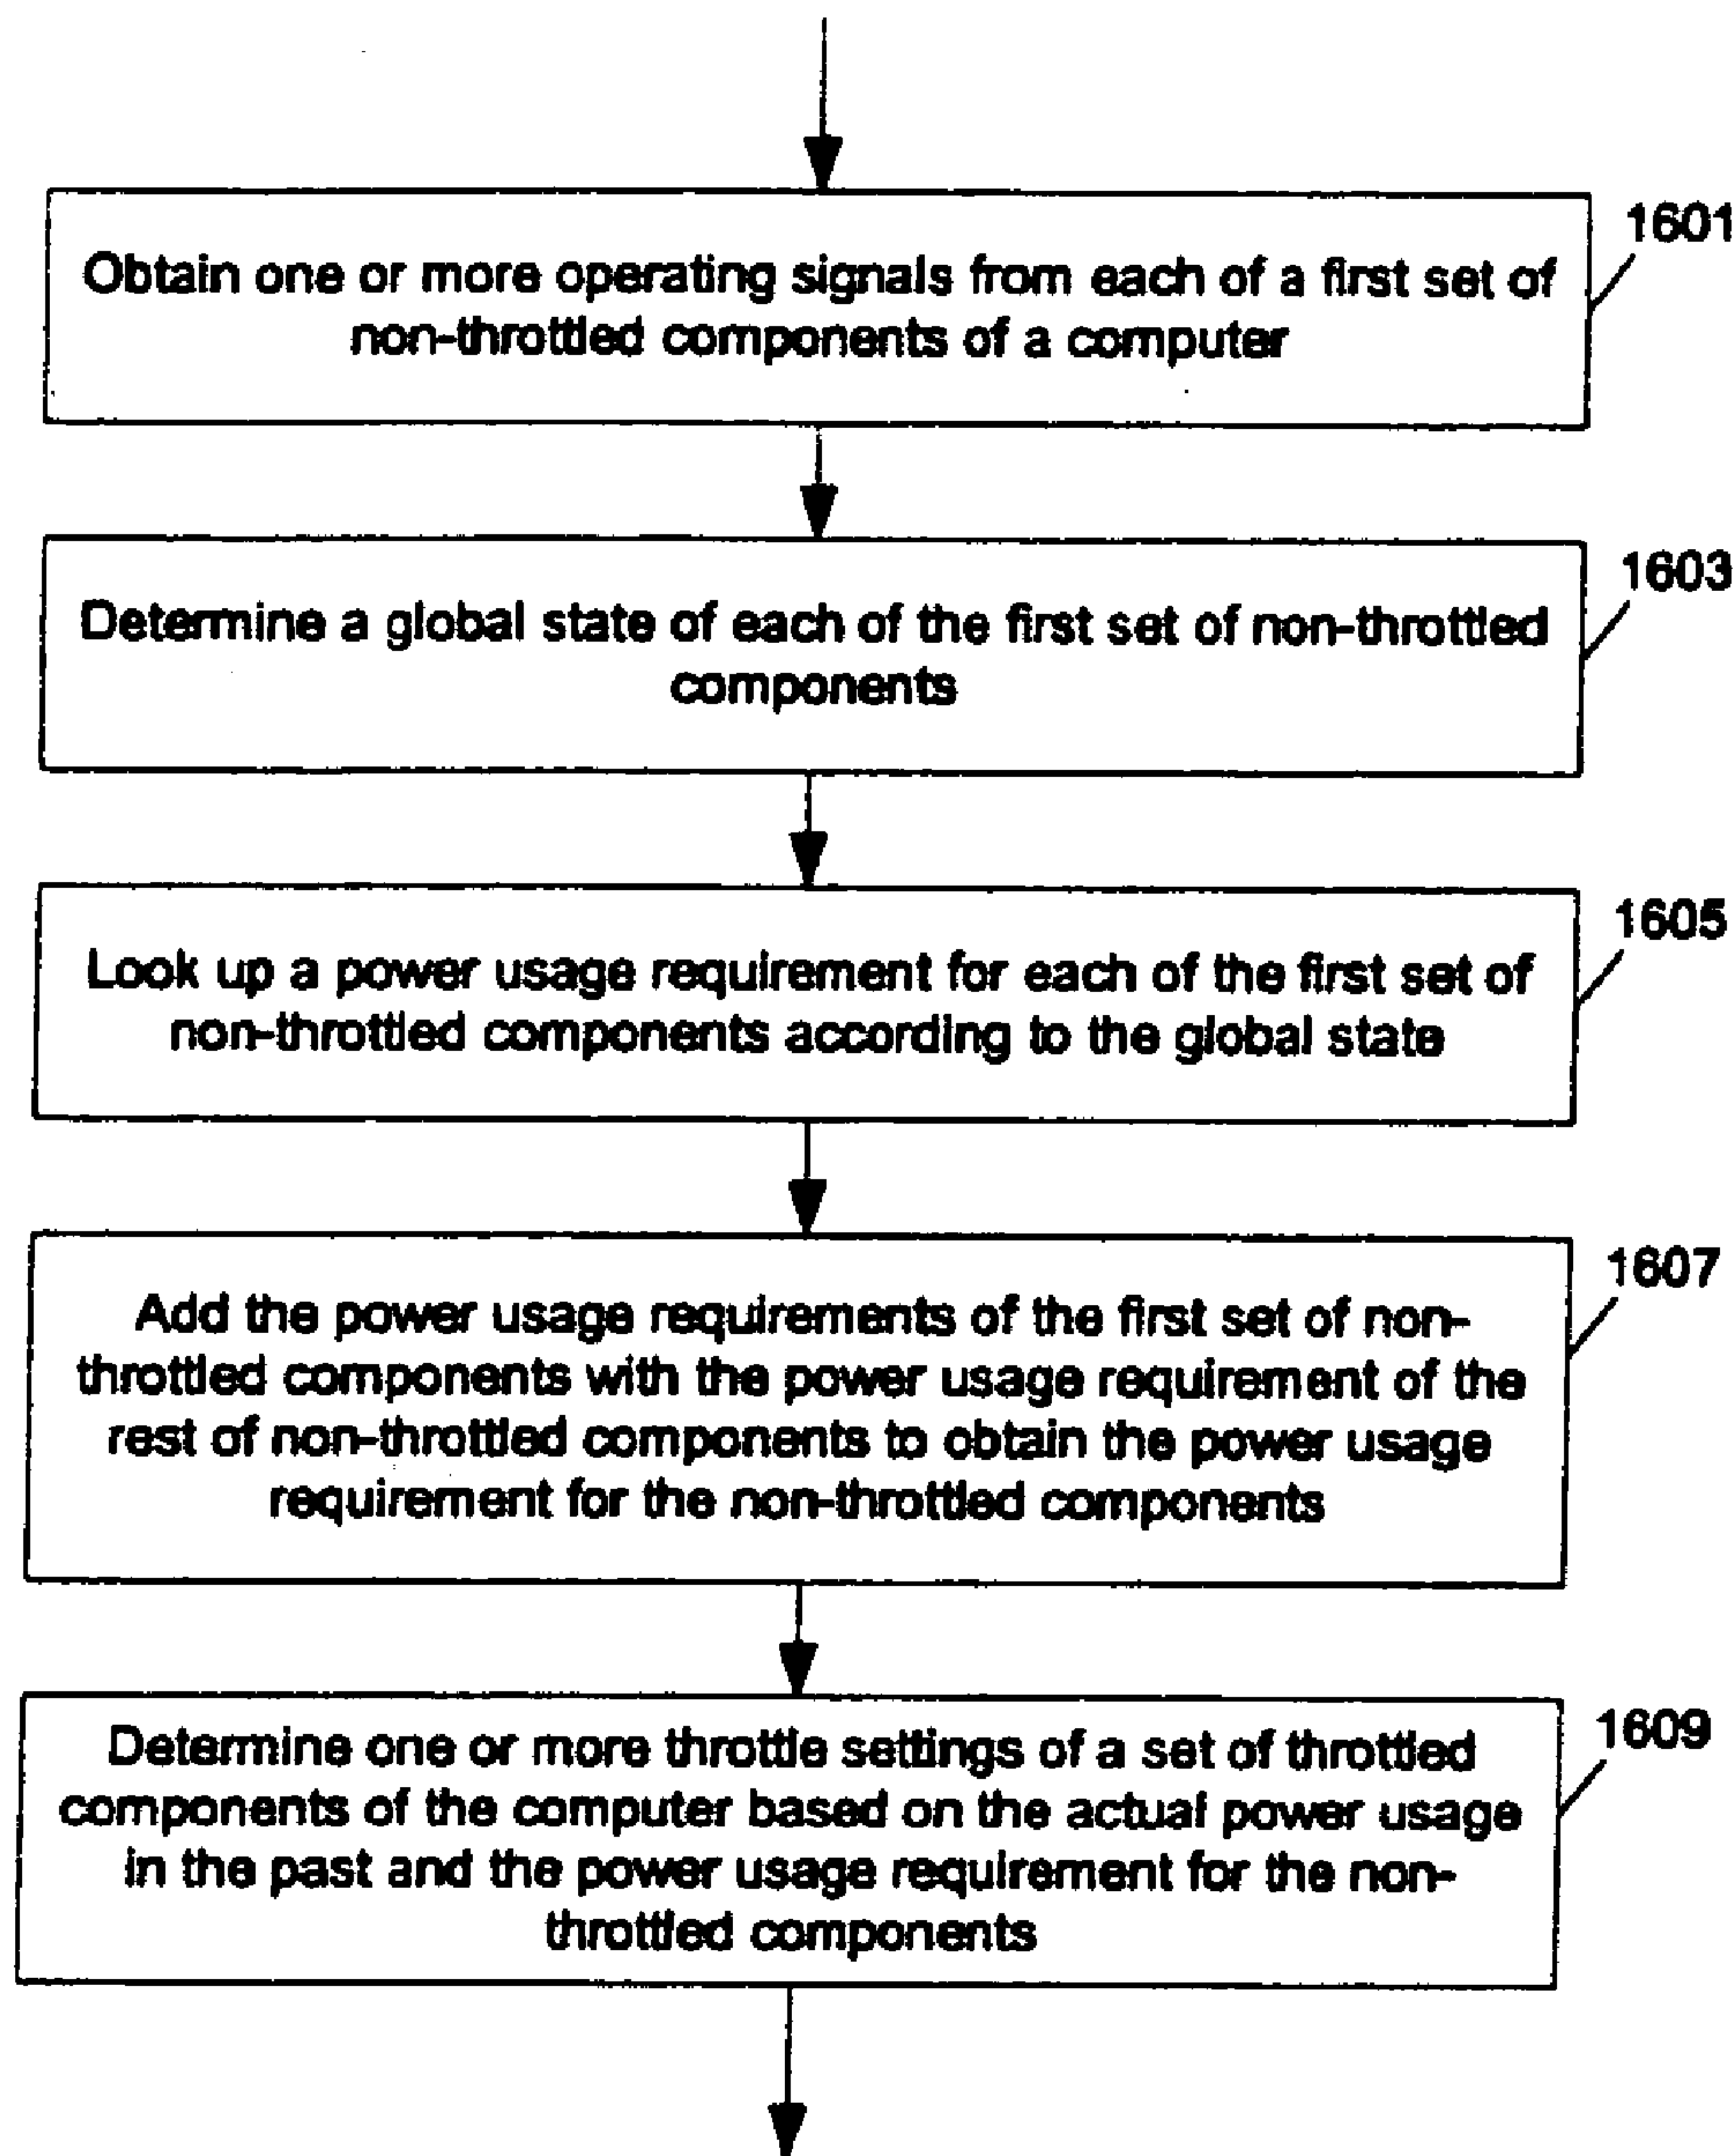 1601
Obtain one or more operating signals from each of a first set of
non-throttled components of a computer
1603
Determine a global state of each of the first set of non-throttled
components
1605
Look up a power usage requirement for each of the first set of
non-throttled components according to the global state
1607
Add the power usage requirements of the first set of non-
throttled components with the power usage requirement of the
rest of non-throttled components to obtain the power usage
requirement for the non-throttled components
1609
Determine one or more throttle settings of a set of throttled
components of the computer based on the actual power usage
in the past and the power usage requirement for the non-
throttled components